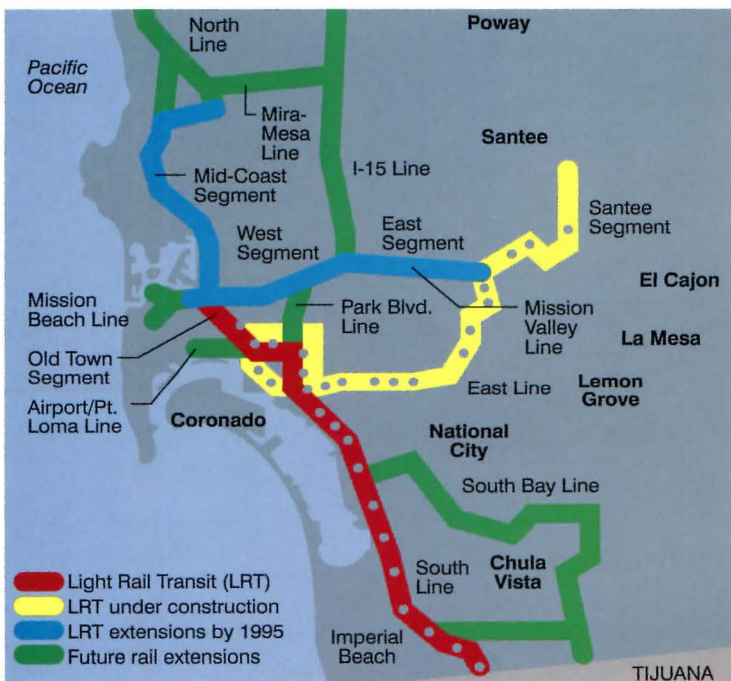 Poway
North
Line
Pacific
Ocean
Mira-
Mesa
Line
Santee
Mid-Coast
Segment
I-15 Line
Santee
Segment
West
Segment
East
Segment
El Cajon
Mission
Beach Line
Park Blvd.
Line
Mission
Valley
Line
La Mesa
Old Town
Segment
East Line
Lemon
Grove
Airport/Pt.
Loma Line
Coronado
National
City
South Bay Line
South
Line
Chula
Vista
Light Rail Transit (LRT)
LRT under construction
LRT extensions by 1995
Future rail extensions
Imperial
Beach
TIJUANA